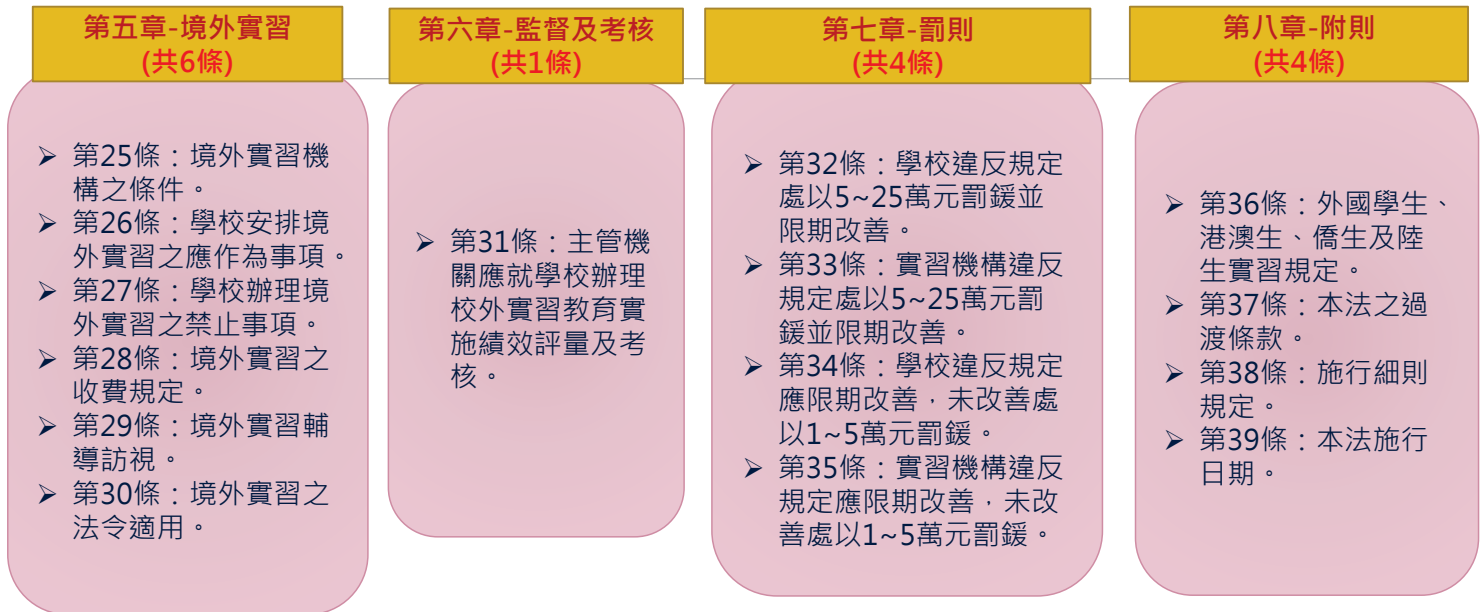 第五章-境外實習
(共6條)
➢ 第25條：境外實習機
構之條件。
➢ 第26條：學校安排境
外實習之應作為事項。
➢ 第27條：學校辦理境
外實習之禁止事項。
➢ 第28條：境外實習之
收費規定。
➢ 第29條：境外實習輔
導訪視。
➢ 第30條：境外實習之
法令適用。
第六章-監督及考核
(共1條)
➢ 第31條：主管機
關應就學校辦理
校外實習教育實
施績效評量及考
核。
第七章-罰則
(共4條)
➢ 第32條：學校違反規定
處以5~25萬元罰鍰並
限期改善。
➢ 第33條：實習機構違反
規定處以5~25萬元罰
鍰並限期改善。
➢ 第34條：學校違反規定
應限期改善，未改善處
以1~5萬元罰鍰。
➢ 第35條：實習機構違反
規定應限期改善，未改
善處以1~5萬元罰鍰。
第八章-附則
(共4條)
➢ 第36條：外國學生、
港澳生、僑生及陸
生實習規定。
➢ 第37條：本法之過
渡條款。
➢ 第38條：施行細則
規定。
➢ 第39條：本法施行
日期。